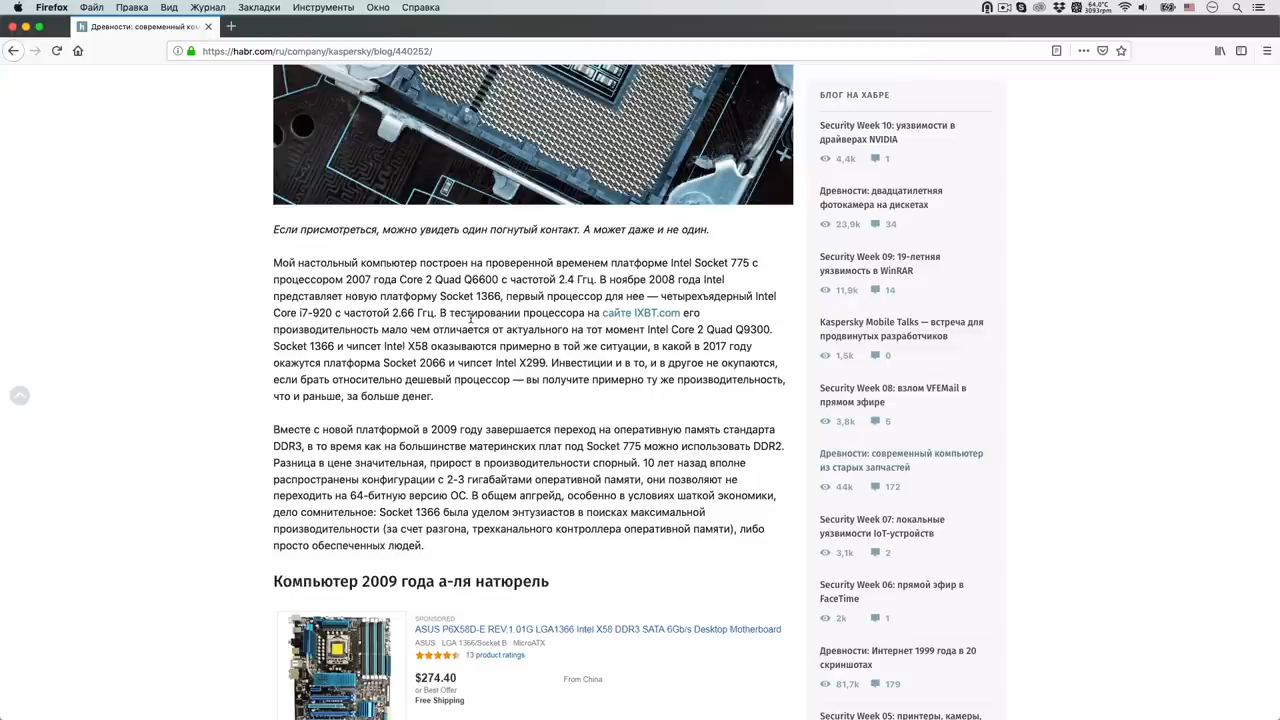 Firefox Файл Правка Вид Журнал Закладки Инструменты Окно Справка
64.0°C
3093rpm
Древности: современный ком
https://habr.com/ru/company/kaspersky/blog/440252/
Если присмотреться, можно увидеть один погнутый контакт. А может даже и не один.
Мой настольный компьютер построен на проверенной временем платформе Intel Socket 775 с
процессором 2007 года Core 2 Quad Q6600 с частотой 2.4 Ггц. В ноябре 2008 года Intel
представляет новую платформу Socket 1366, первый процессор для нее — четырехъядерный Intel
Core i7-920 с частотой 2.66 Ггц. В тестировании процессора на сайте IXBT.com его
производительность мало чем отличается от актуального на тот момент Intel Core 2 Quad Q9300.
Socket 1366 и чипсет Intel X58 оказываются примерно в той же ситуации, в какой в 2017 году
окажутся платформа Socket 2066 и чипсет Intel X299. Инвестиции и в то, и в другое не окупаются,
если брать относительно дешевый процессор — вы получите примерно ту же производительность,
что и раньше, за больше денег.
Вместе с новой платформой в 2009 году завершается переход на оперативную память стандарта
DDR3, в то время как на большинстве материнских плат под Socket 775 можно использовать DDR2.
Разница в цене значительная, прирост в производительности спорный. 10 лет назад вполне
распространены конфигурации с 2-3 гигабайтами оперативной памяти, они позволяют не
переходить на 64-битную версию ОС. В общем апгрейд, особенно в условиях шаткой экономики,
дело сомнительное: Socket 1366 была уделом энтузиастов в поисках максимальной
производительности (за счет разгона, трехканального контроллера оперативной памяти), либо
просто обеспеченных людей.
Компьютер 2009 года а-ля натюрель
SPONSORED
ASUS P6X58D-E REV.1.01G LGA1366 Intel X58 DDR3 SATA 6Gb/s Desktop Motherboard
ASUS LGA 1366/Socket B MicroATX
13 product ratings
$274.40
From China
or Best Offer
Free Shipping
БЛОГ НА ХАБРЕ
Security Week 10: уязвимости в
драйверах NVIDIA
4,4k 1
Древности: двадцатилетняя
фотокамера на дискетах
23,9k 34
Security Week 09: 19-летняя
уязвимость в WinRAR
11,9k 14
Kaspersky Mobile Talks — встреча для
продвинутых разработчиков
1,5k 0
Security Week 08: взлом VFEMail в
прямом эфире
3,8k 5
Древности: современный компьютер
из старых запчастей
44k 172
Security Week 07: локальные
уязвимости IoT-устройств
3,1k 2
Security Week 06: прямой эфир в
FaceTime
2k 1
Древности: Интернет 1999 года в 20
скриншотах
81,7k 179
Security Week 05: принтеры, камеры,